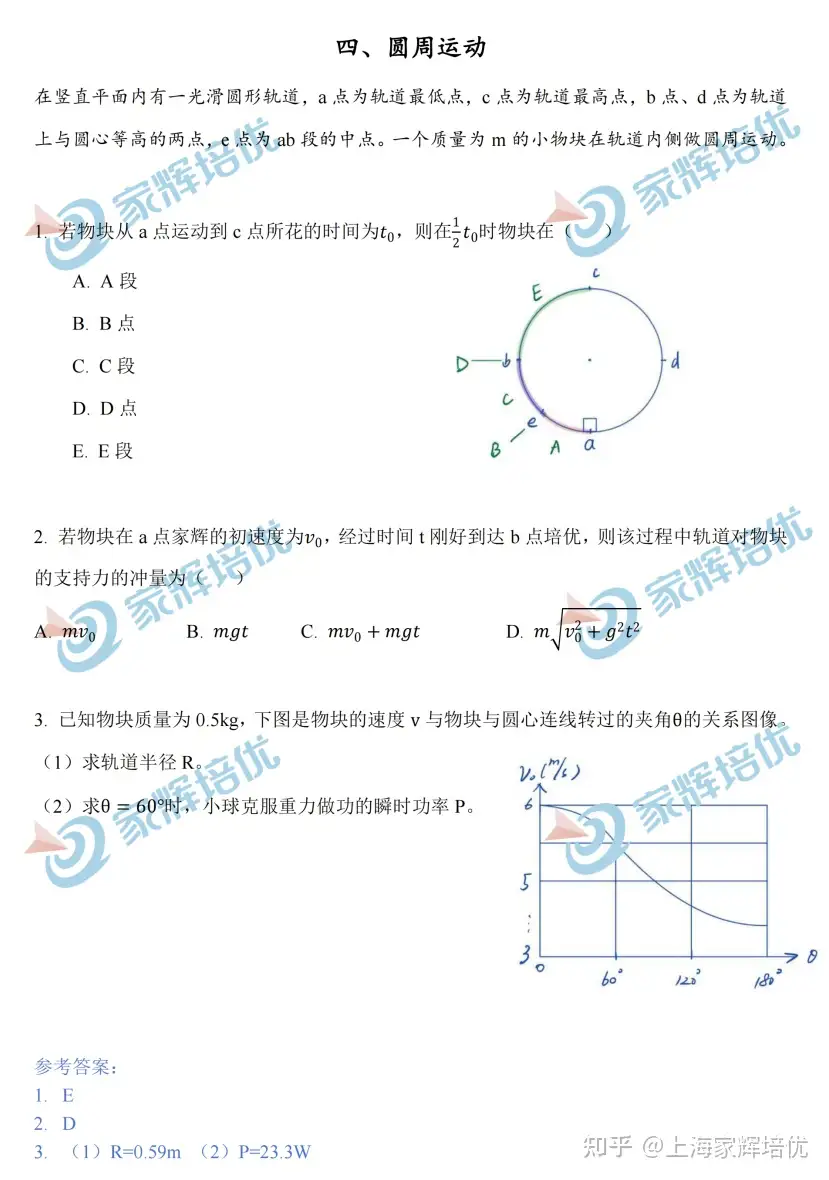 四、圆周运动
在竖直平面内有一光滑圆形轨道，a 点为轨道最低点，c 点为轨道最高点，b 点、d 点为轨道
上与圆心等高的两点，e 点为 ab 段的中点。一个质量为 m 的小物块在轨道内侧做圆周运动。
1. 若物块从 a 点运动到 c 点所花的时间为t₀，则在½t₀时物块在（ ）
A. A 段
B. B 点
C. C 段
D. D 点
E. E 段
c
E
D
b
d
C
e
B
A
a
2. 若物块在 a 点家辉的初速度为v₀，经过时间 t 刚好到达 b 点培优，则该过程中轨道对物块
的支持力的冲量为（ ）
A. mv₀ B. mgt C. mv₀ + mgt D. m√(v₀² + g²t²)
3. 已知物块质量为 0.5kg，下图是物块的速度 v 与物块与圆心连线转过的夹角θ的关系图像。
（1）求轨道半径 R。
（2）求θ = 60°时，小球克服重力做功的瞬时功率 P。
V₀(m/s)
6
5
⋮
3
0
60°
120°
180°
θ
参考答案：
1. E
2. D
3. （1）R=0.59m （2）P=23.3W
家辉培优
家辉培优
家辉培优
家辉培优
家辉培优
家辉培优
知乎 @上海家辉培优